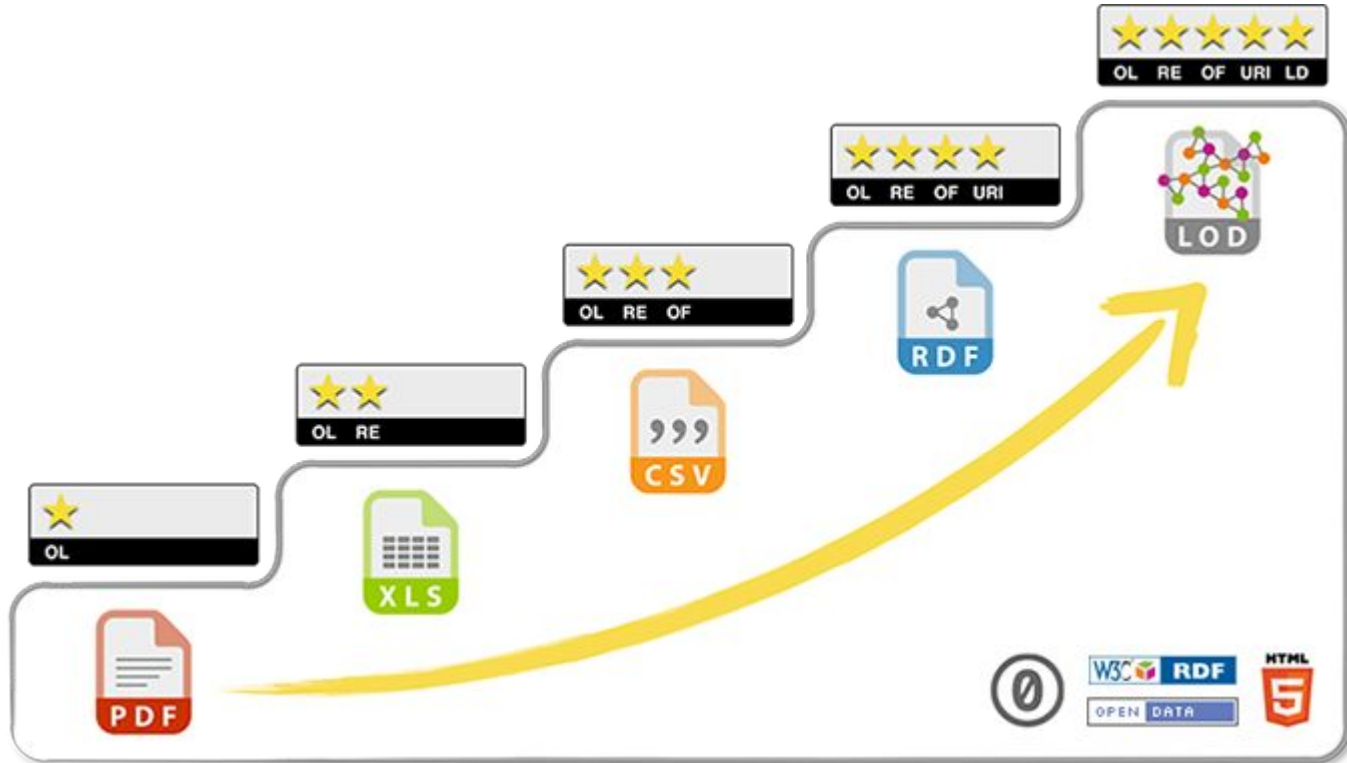 OL RE OF URI LD
LOD
OL RE OF URI
RDF
OL RE OF
CSV
OL RE
XLS
OL
PDF
0
W3C RDF
OPEN DATA
HTML
5